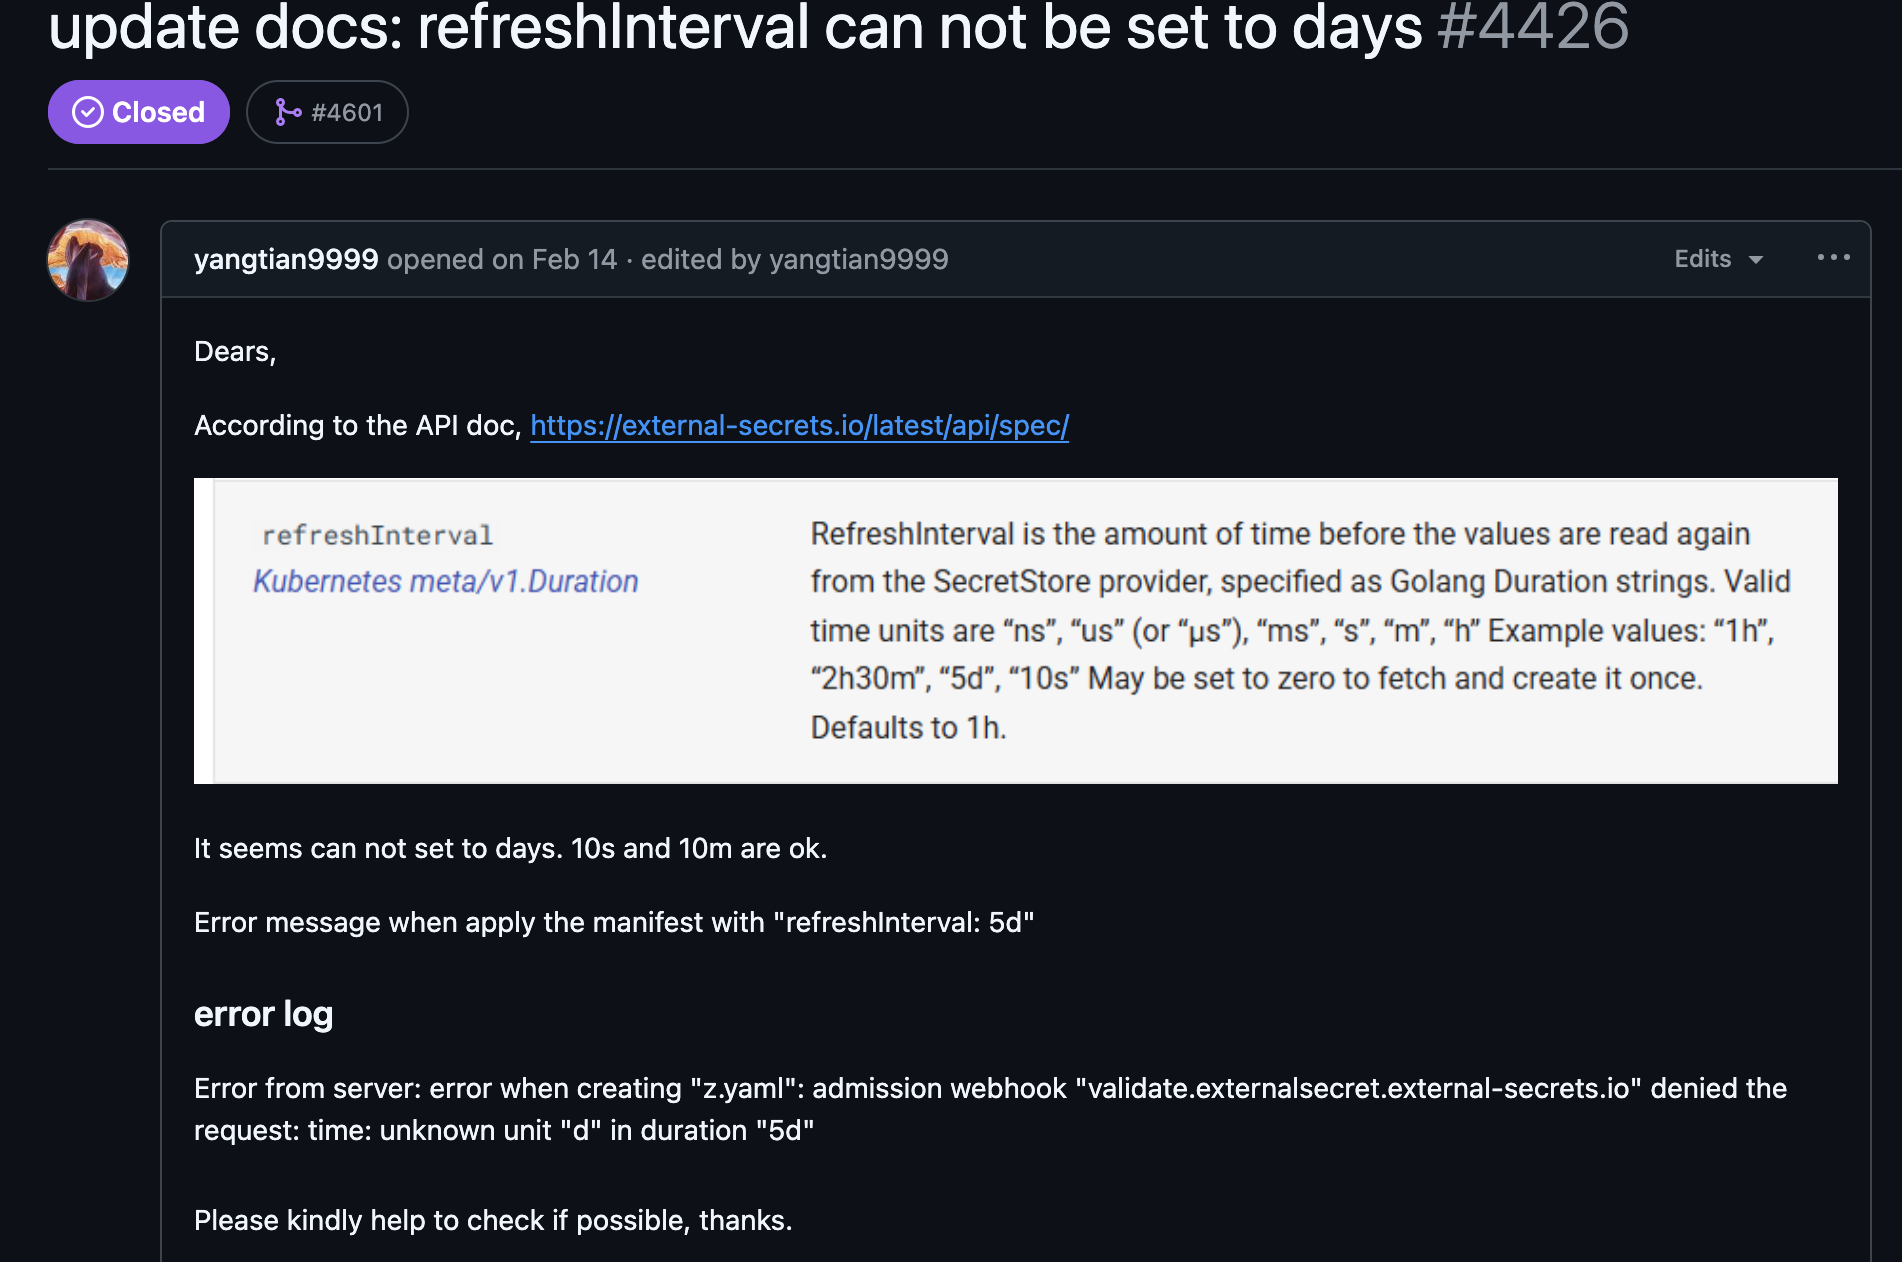 update docs: refreshInterval can not be set to days #4426
Closed
#4601
yangtian9999 opened on Feb 14 · edited by yangtian9999
Edits
Dears,
According to the API doc, https://external-secrets.io/latest/api/spec/
refreshInterval
Kubernetes meta/v1.Duration
RefreshInterval is the amount of time before the values are read again
from the SecretStore provider, specified as Golang Duration strings. Valid
time units are “ns”, “us” (or “µs”), “ms”, “s”, “m”, “h” Example values: “1h”,
“2h30m”, “5d”, “10s” May be set to zero to fetch and create it once.
Defaults to 1h.
It seems can not set to days. 10s and 10m are ok.
Error message when apply the manifest with "refreshInterval: 5d"
error log
Error from server: error when creating "z.yaml": admission webhook "validate.externalsecret.external-secrets.io" denied the
request: time: unknown unit "d" in duration "5d"
Please kindly help to check if possible, thanks.